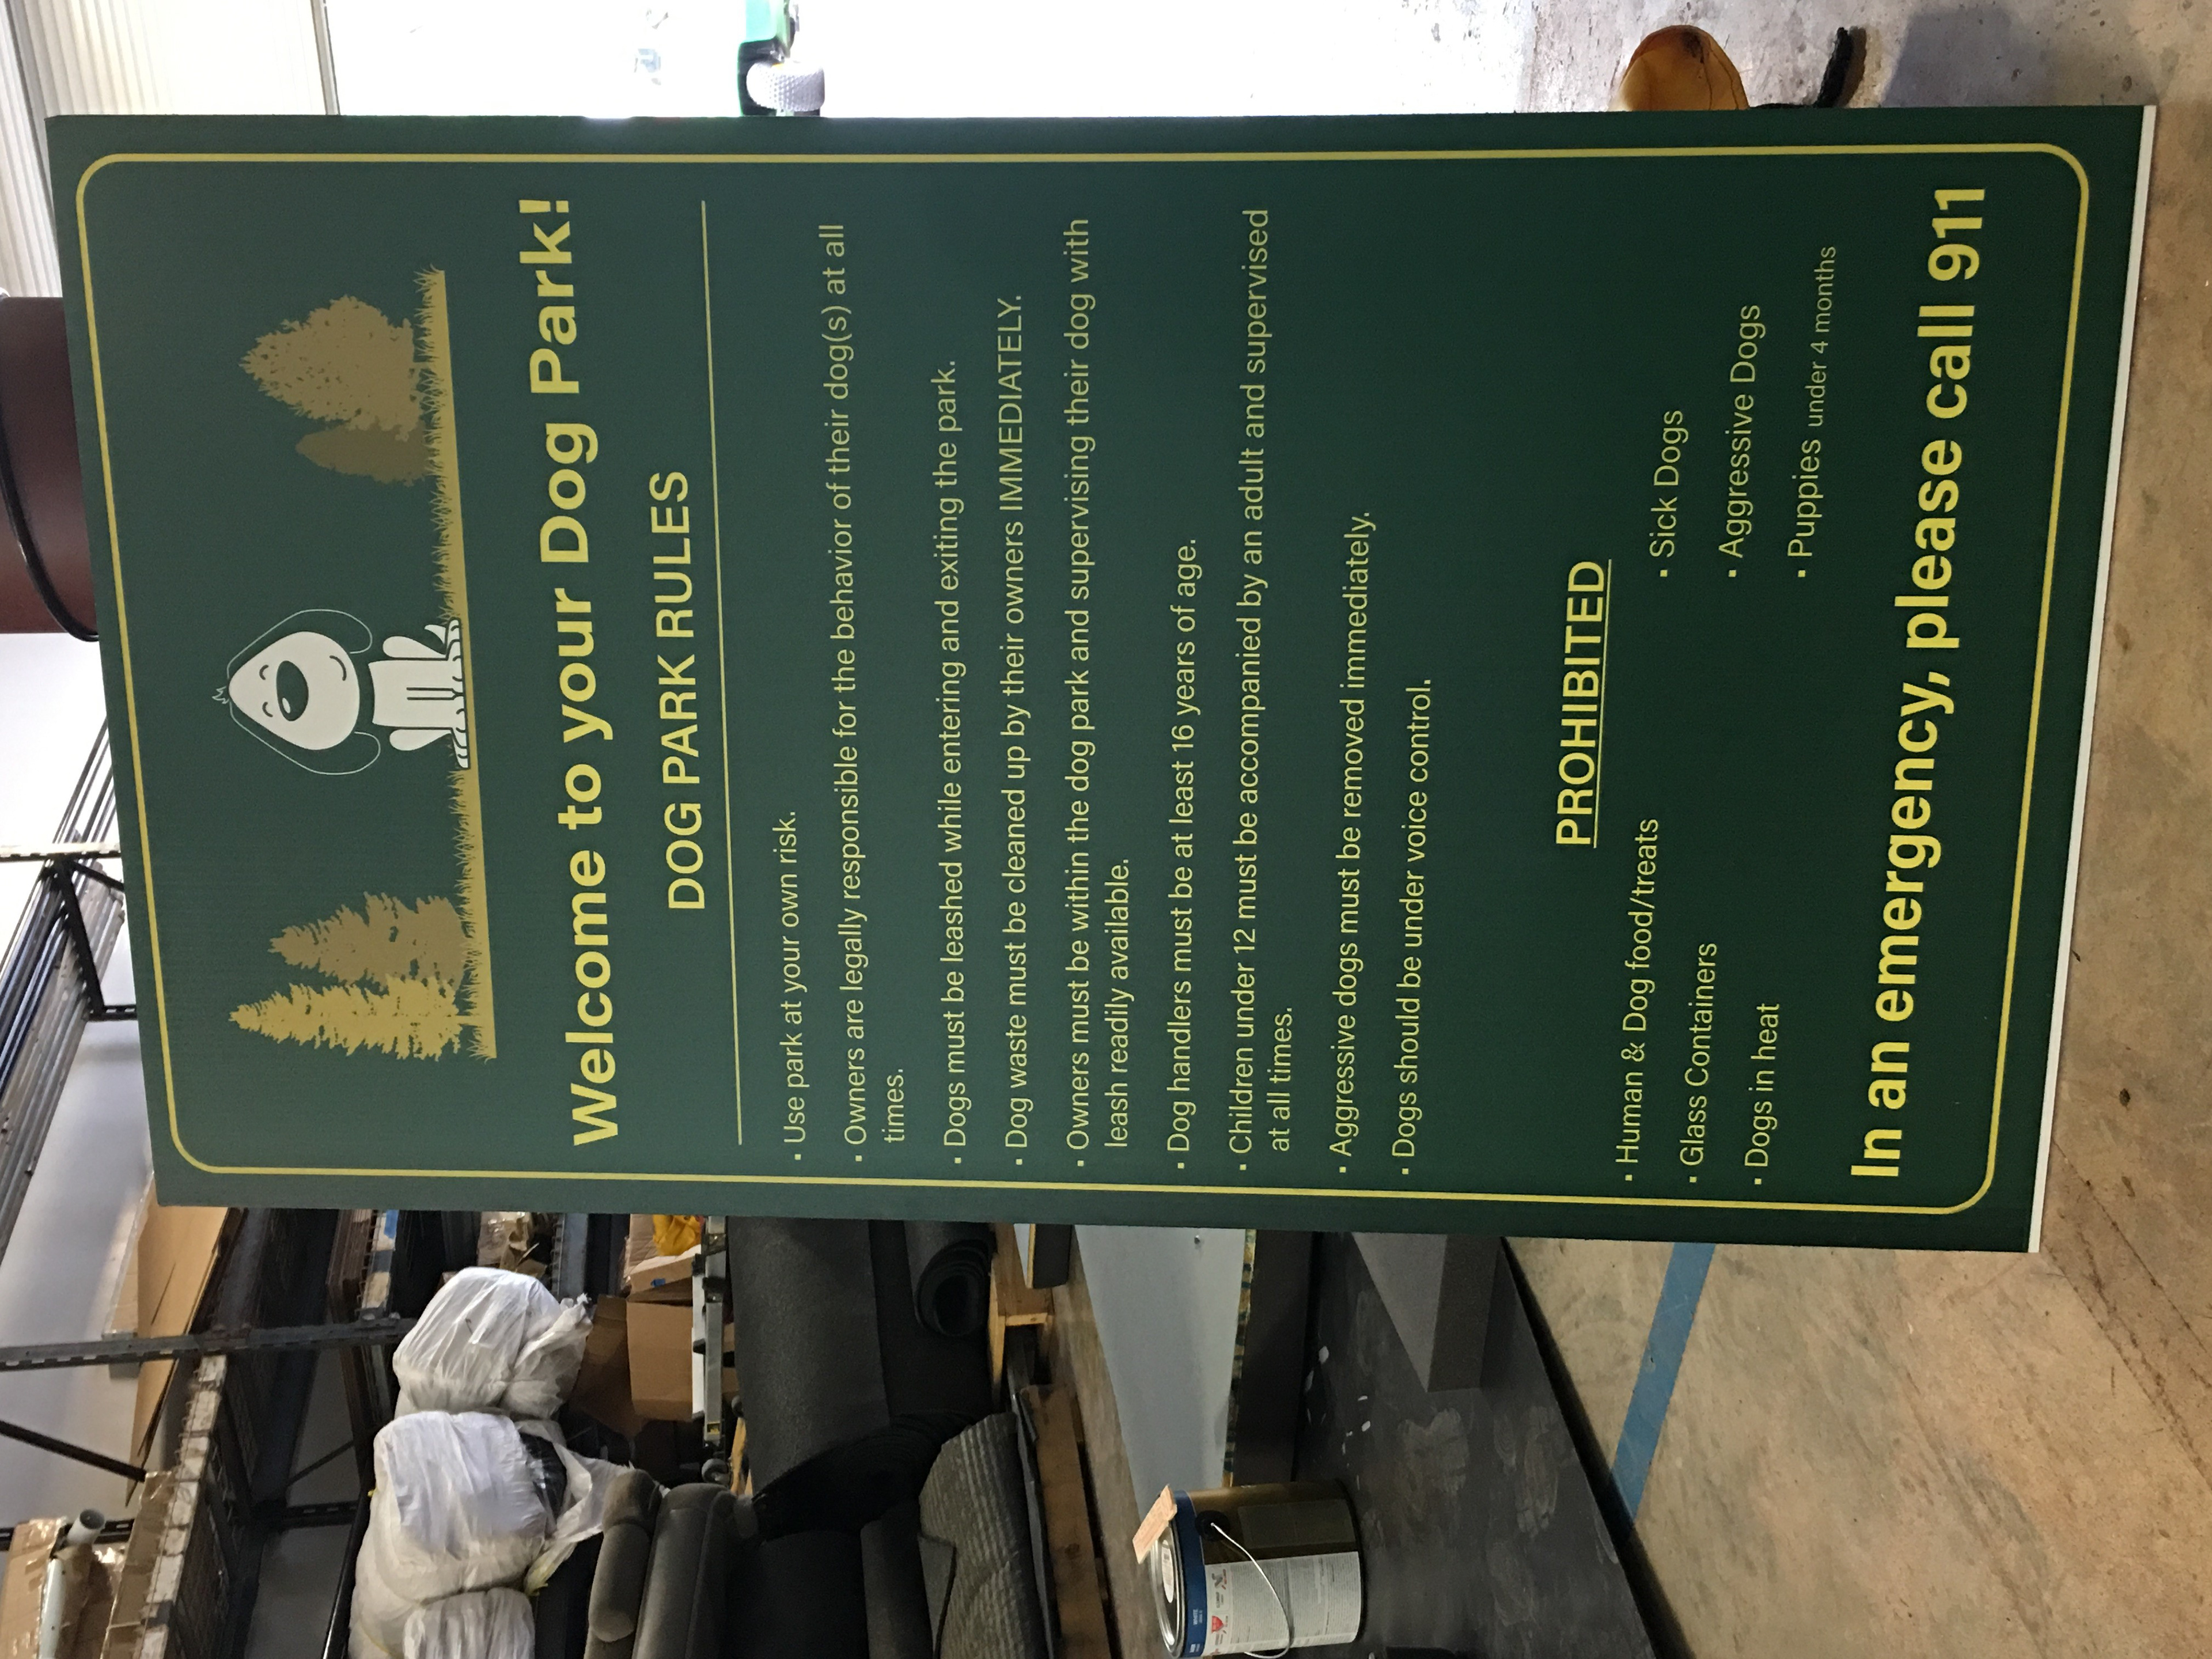 Welcome to your Dog Park!
DOG PARK RULES
• Use park at your own risk.
• Owners are legally responsible for the behavior of their dog(s) at all
times.
• Dogs must be leashed while entering and exiting the park.
• Dog waste must be cleaned up by their owners IMMEDIATELY.
• Owners must be within the dog park and supervising their dog with
leash readily available.
• Dog handlers must be at least 16 years of age.
• Children under 12 must be accompanied by an adult and supervised
at all times.
• Aggressive dogs must be removed immediately.
• Dogs should be under voice control.
PROHIBITED
• Human & Dog food/treats
• Glass Containers
• Dogs in heat
• Sick Dogs
• Aggressive Dogs
• Puppies under 4 months
In an emergency, please call 911